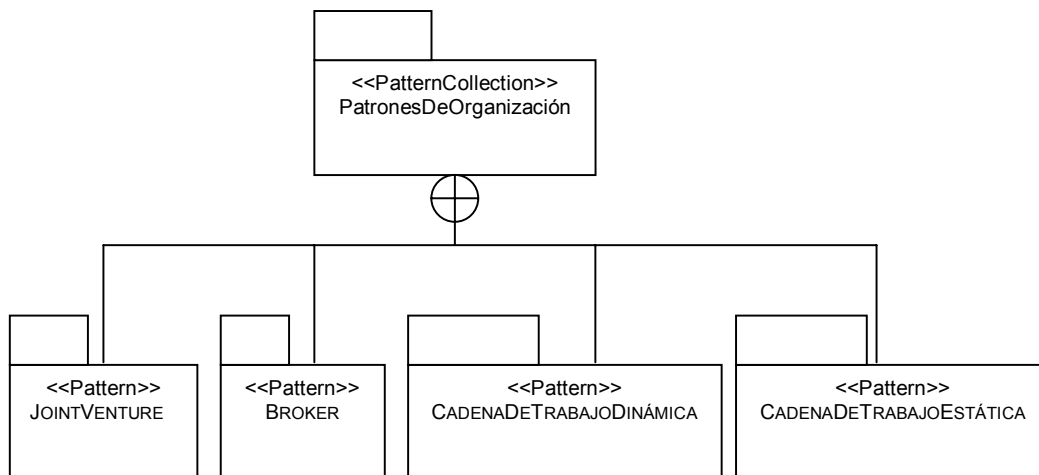 <<PatternCollection>>
PatronesDeOrganización
<<Pattern>>
JOINTVENTURE
<<Pattern>>
BROKER
<<Pattern>>
CADENADETRABAJODINÁMICA
<<Pattern>>
CADENADETRABAJOESTÁTICA